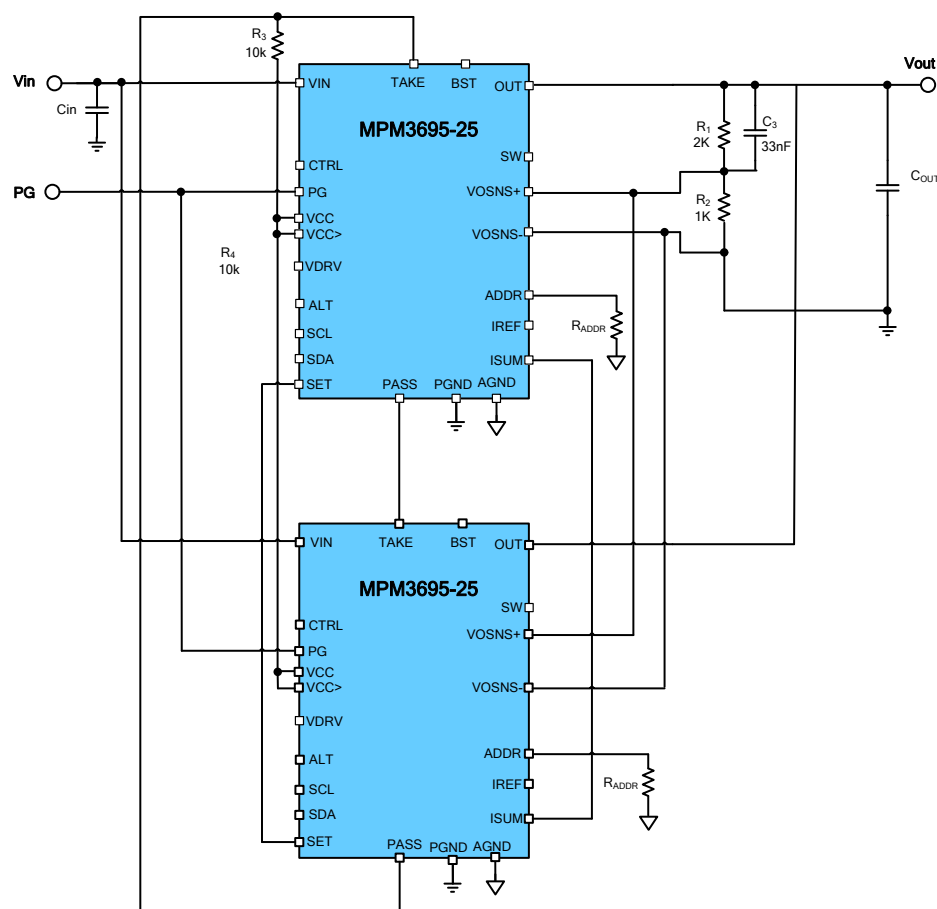 R3
10k
Vin
Cin
VIN
TAKE
BST
OUT
Vout
MPM3695-25
R1
2K
C3
33nF
SW
CTRL
PG
PG
VOSNS+
R2
1K
COUT
VCC
VCC>
VOSNS-
R4
10k
VDRV
ADDR
ALT
IREF
RADDR
SCL
SDA
ISUM
SET
PASS
PGND
AGND
VIN
TAKE
BST
OUT
MPM3695-25
SW
CTRL
VOSNS+
PG
VCC
VCC>
VOSNS-
VDRV
ADDR
ALT
IREF
RADDR
SCL
SDA
ISUM
SET
PASS
PGND
AGND